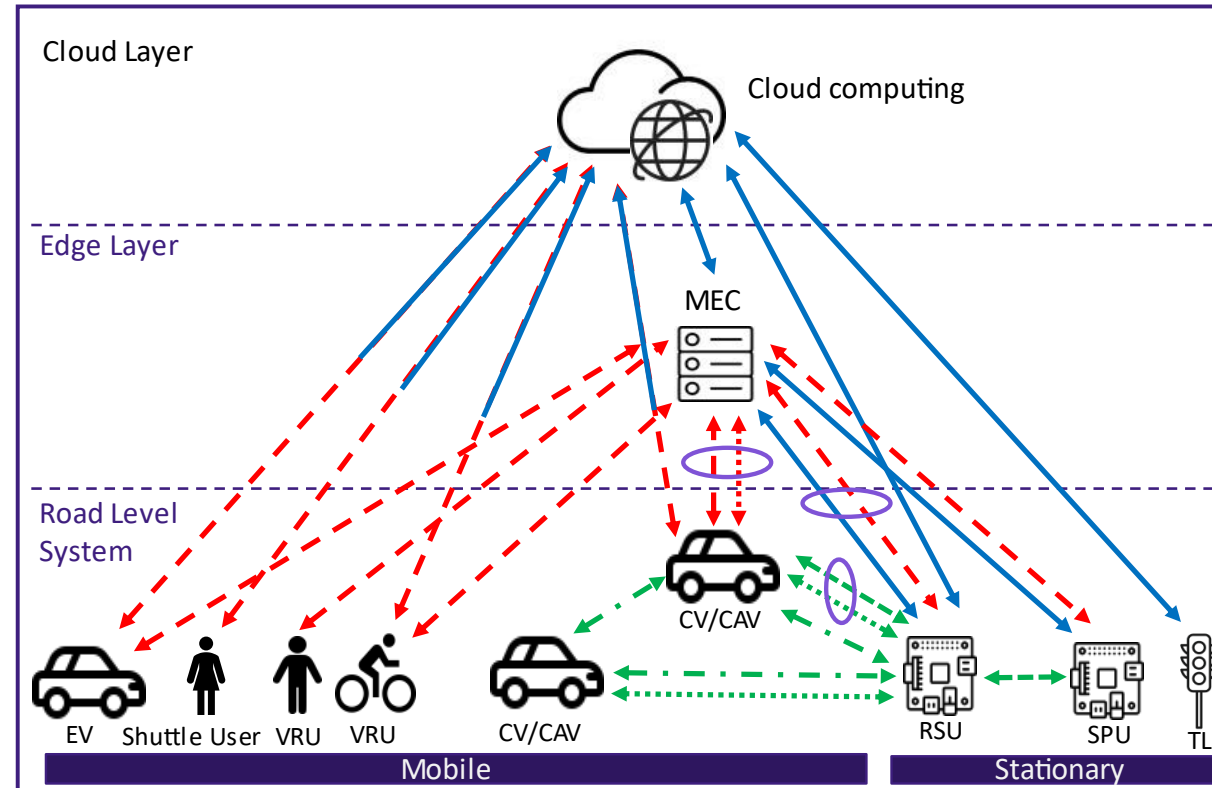 Cloud Layer
Cloud computing
Edge Layer
MEC
Road Level
System
CV/CAV
EV
Shuttle User
VRU
VRU
CV/CAV
RSU
SPU
TL
Mobile
Stationary